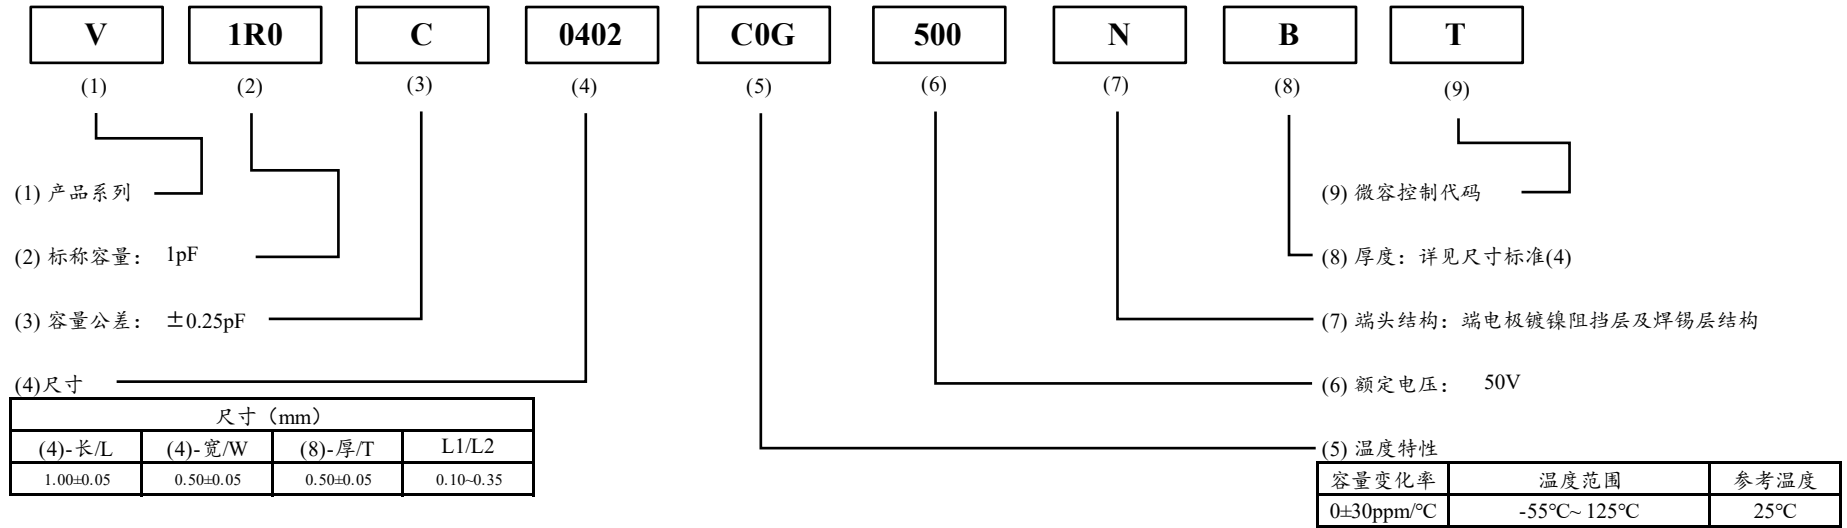 V 1R0 C 0402 C0G 500 N B T
(1) (2) (3) (4) (5) (6) (7) (8) (9)
(1) 产品系列
(9) 微容控制代码
(2) 标称容量： 1pF
(8) 厚度：详见尺寸标准(4)
(3) 容量公差： ±0.25pF
(7) 端头结构：端电极镀镍阻挡层及焊锡层结构
(4)尺寸
(6) 额定电压： 50V
尺寸（mm）
(4)-长/L (4)-宽/W (8)-厚/T L1/L2
1.00±0.05 0.50±0.05 0.50±0.05 0.10~0.35
(5) 温度特性
容量变化率 温度范围 参考温度
0±30ppm/℃ -55℃~ 125℃ 25℃